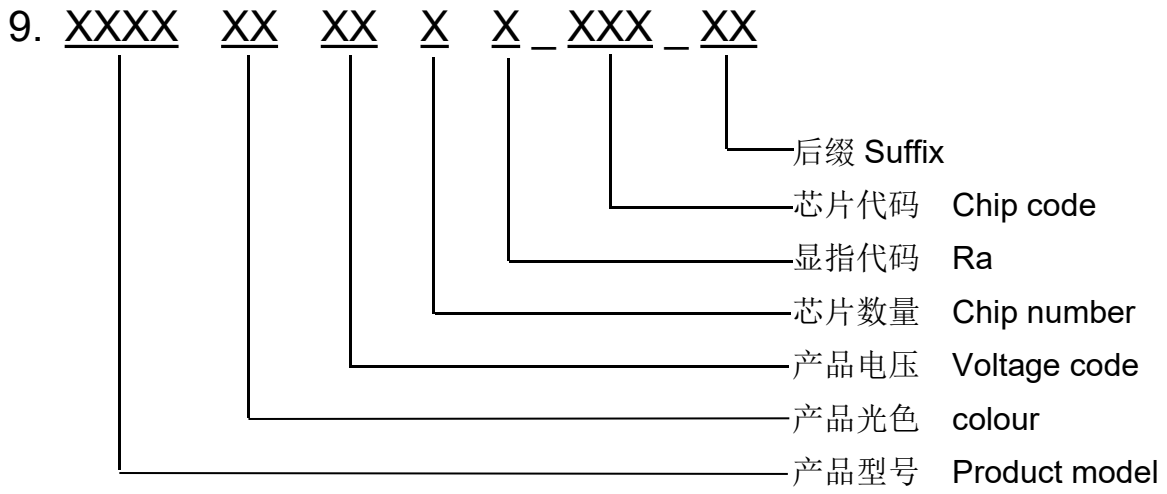 9. XXXX XX XX X X _ XXX _ XX
后缀 Suffix
芯片代码 Chip code
显指代码 Ra
芯片数量 Chip number
产品电压 Voltage code
产品光色 colour
产品型号 Product model